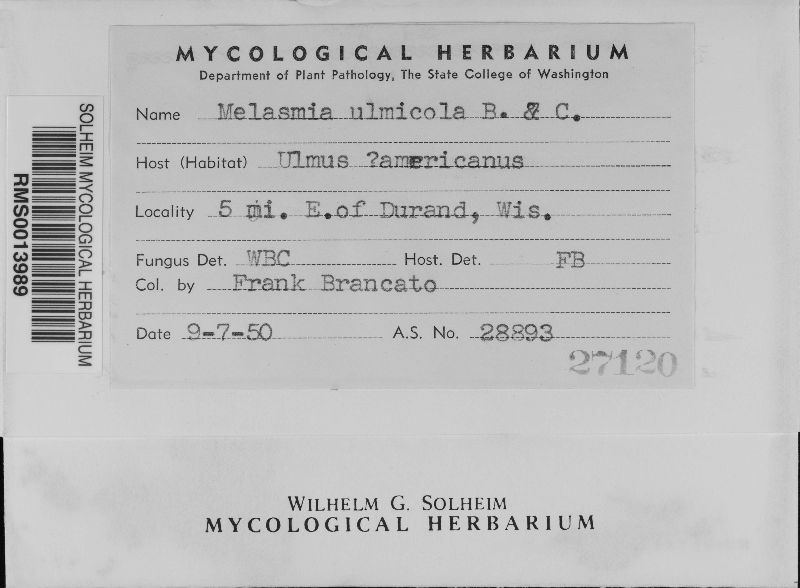 MYCOLOGICAL HERBARIUM
Department of Plant Pathology, The State College of Washington
Name Melasmia ulmicola B. & C.
Host (Habitat) Ulmus ?americanus
Locality 5 mi. E.of Durand, Wis.
Fungus Det. WBC Host. Det. FB
Col. by Frank Brancato
Date 9-7-50 A.S. No. 28893
27120
SOLHEIM MYCOLOGICAL HERBARIUM
RMS0013989
WILHELM G. SOLHEIM
MYCOLOGICAL HERBARIUM